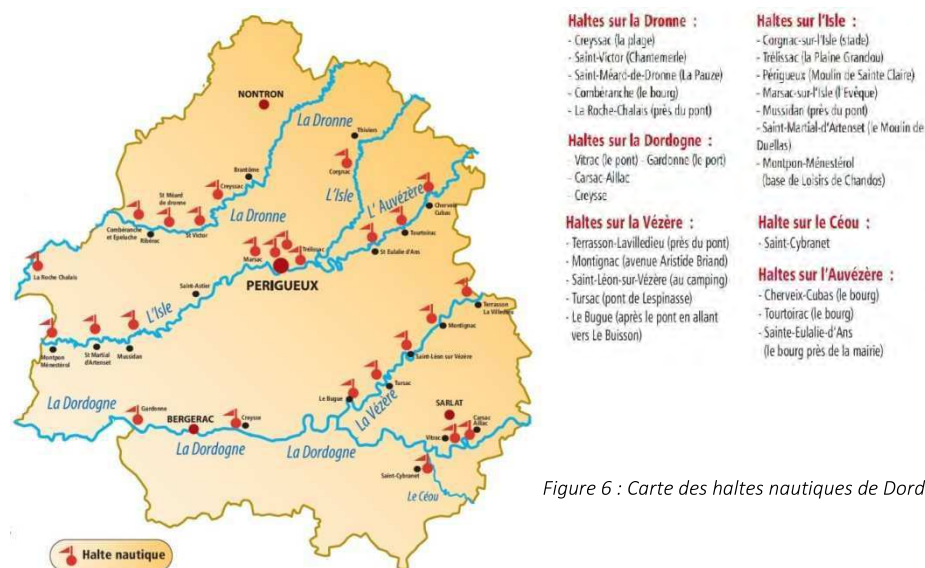 NONTRON
La Dronne
Thiviers
Corgnac
Brantôme
L'Isle
L' Auvézère
St Méard
de dronne
Creyssac
Cherveix
Cubas
Combéranche
et Epeluche
Ribérac
St Victor
La Dronne
Tourtoirac
Trélissac
Marsac
St Eulalie d'Ans
La Roche Chalais
PERIGUEUX
Saint-Astier
L'Isle
Terrasson
La Villedieu
Montignac
Montpon
Ménestérol
St Martial
d'Artenset
Mussidan
Saint-Léon sur Vézère
Tursac
Le Bugue
La Vézère
La Dordogne
Gardonne
BERGERAC
Creysse
SARLAT
Carsac
Aillac
Vitrac
La Dordogne
La Dordogne
Saint-Cybranet
Le Céou
Halte nautique
Haltes sur la Dronne :
- Creyssac (la plage)
- Saint-Victor (Chantemerle)
- Saint-Méard-de-Dronne (La Pauze)
- Combéranche (le bourg)
- La Roche-Chalais (près du pont)
Haltes sur la Dordogne :
- Vitrac (le pont) - Gardonne (le port)
- Carsac-Aillac
- Creysse
Haltes sur la Vézère :
- Terrasson-Lavilledieu (près du pont)
- Montignac (avenue Aristide Briand)
- Saint-Léon-sur-Vézère (au camping)
- Tursac (pont de Lespinasse)
- Le Bugue (après le pont en allant
vers Le Buisson)
Haltes sur l'Isle :
- Corgnac-sur-l'Isle (stade)
- Trélissac (la Plaine Grandou)
- Périgueux (Moulin de Sainte Claire)
- Marsac-sur-l'Isle (l'Evêque)
- Mussidan (près du pont)
- Saint-Martial-d'Artenset (le Moulin de
Duellas)
- Montpon-Ménestérol
(base de Loisirs de Chandos)
Halte sur le Céou :
- Saint-Cybranet
Haltes sur l'Auvézère :
- Cherveix-Cubas (le bourg)
- Tourtoirac (le bourg)
- Sainte-Eulalie-d'Ans
(le bourg près de la mairie)
Figure 6 : Carte des haltes nautiques de Dord